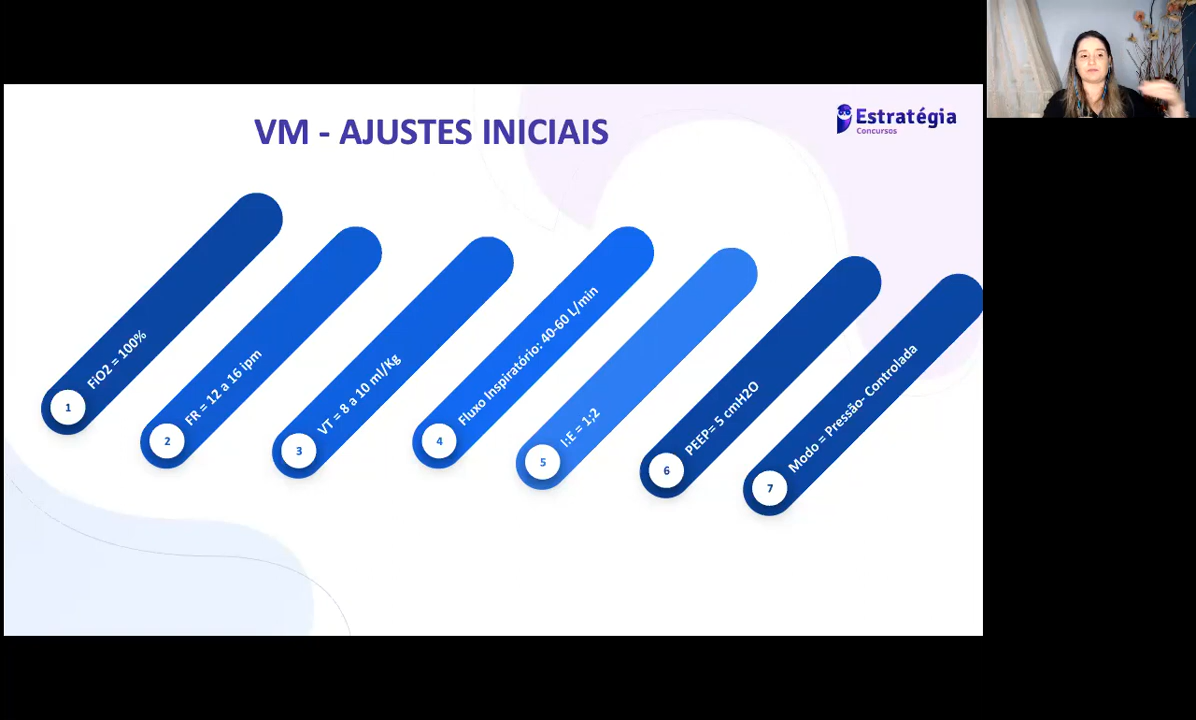 VM - AJUSTES INICIAIS
Estratégia
Concursos
1
FiO2 = 100%
2
FR = 12 a 16 ipm
3
VT = 8 a 10 ml/Kg
4
Fluxo Inspiratório: 40-60 L/min
5
I:E = 1;2
6
PEEP= 5 cmH2O
7
Modo = Pressão- Controlada